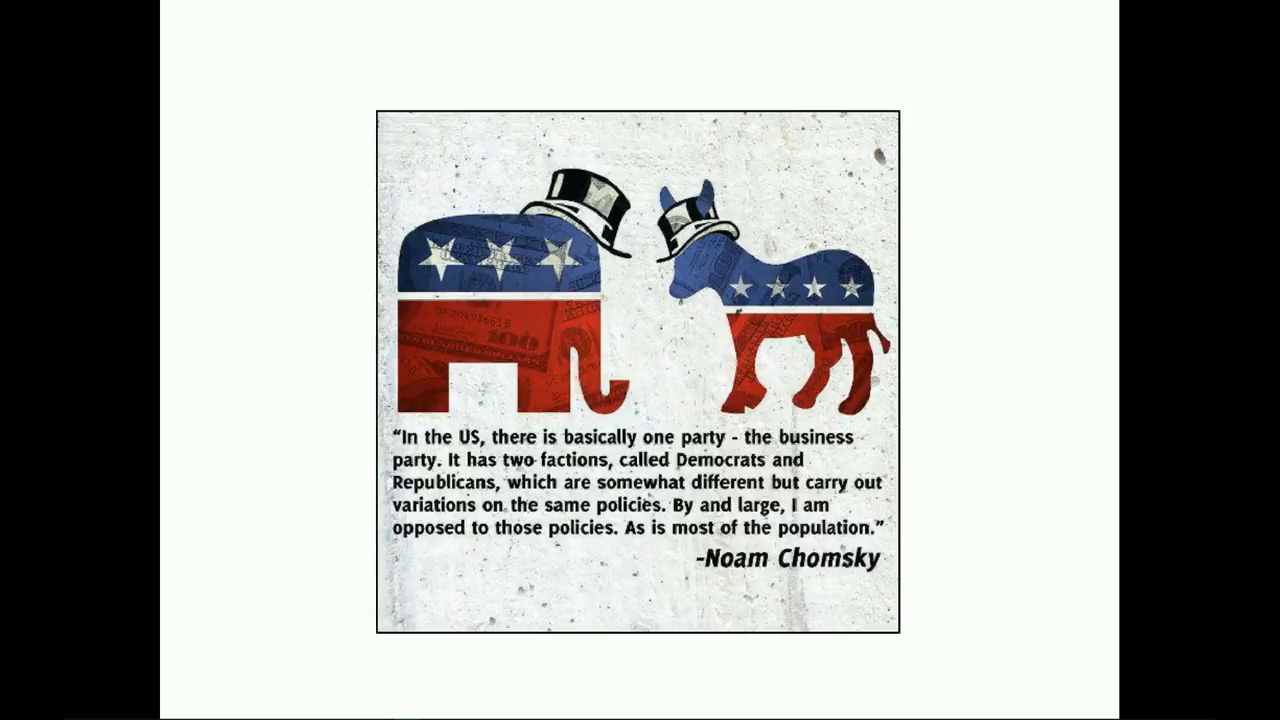 DF20493661B
100
"In the US, there is basically one party - the business
party. It has two factions, called Democrats and
Republicans, which are somewhat different but carry out
variations on the same policies. By and large, I am
opposed to those policies. As is most of the population."
-Noam Chomsky